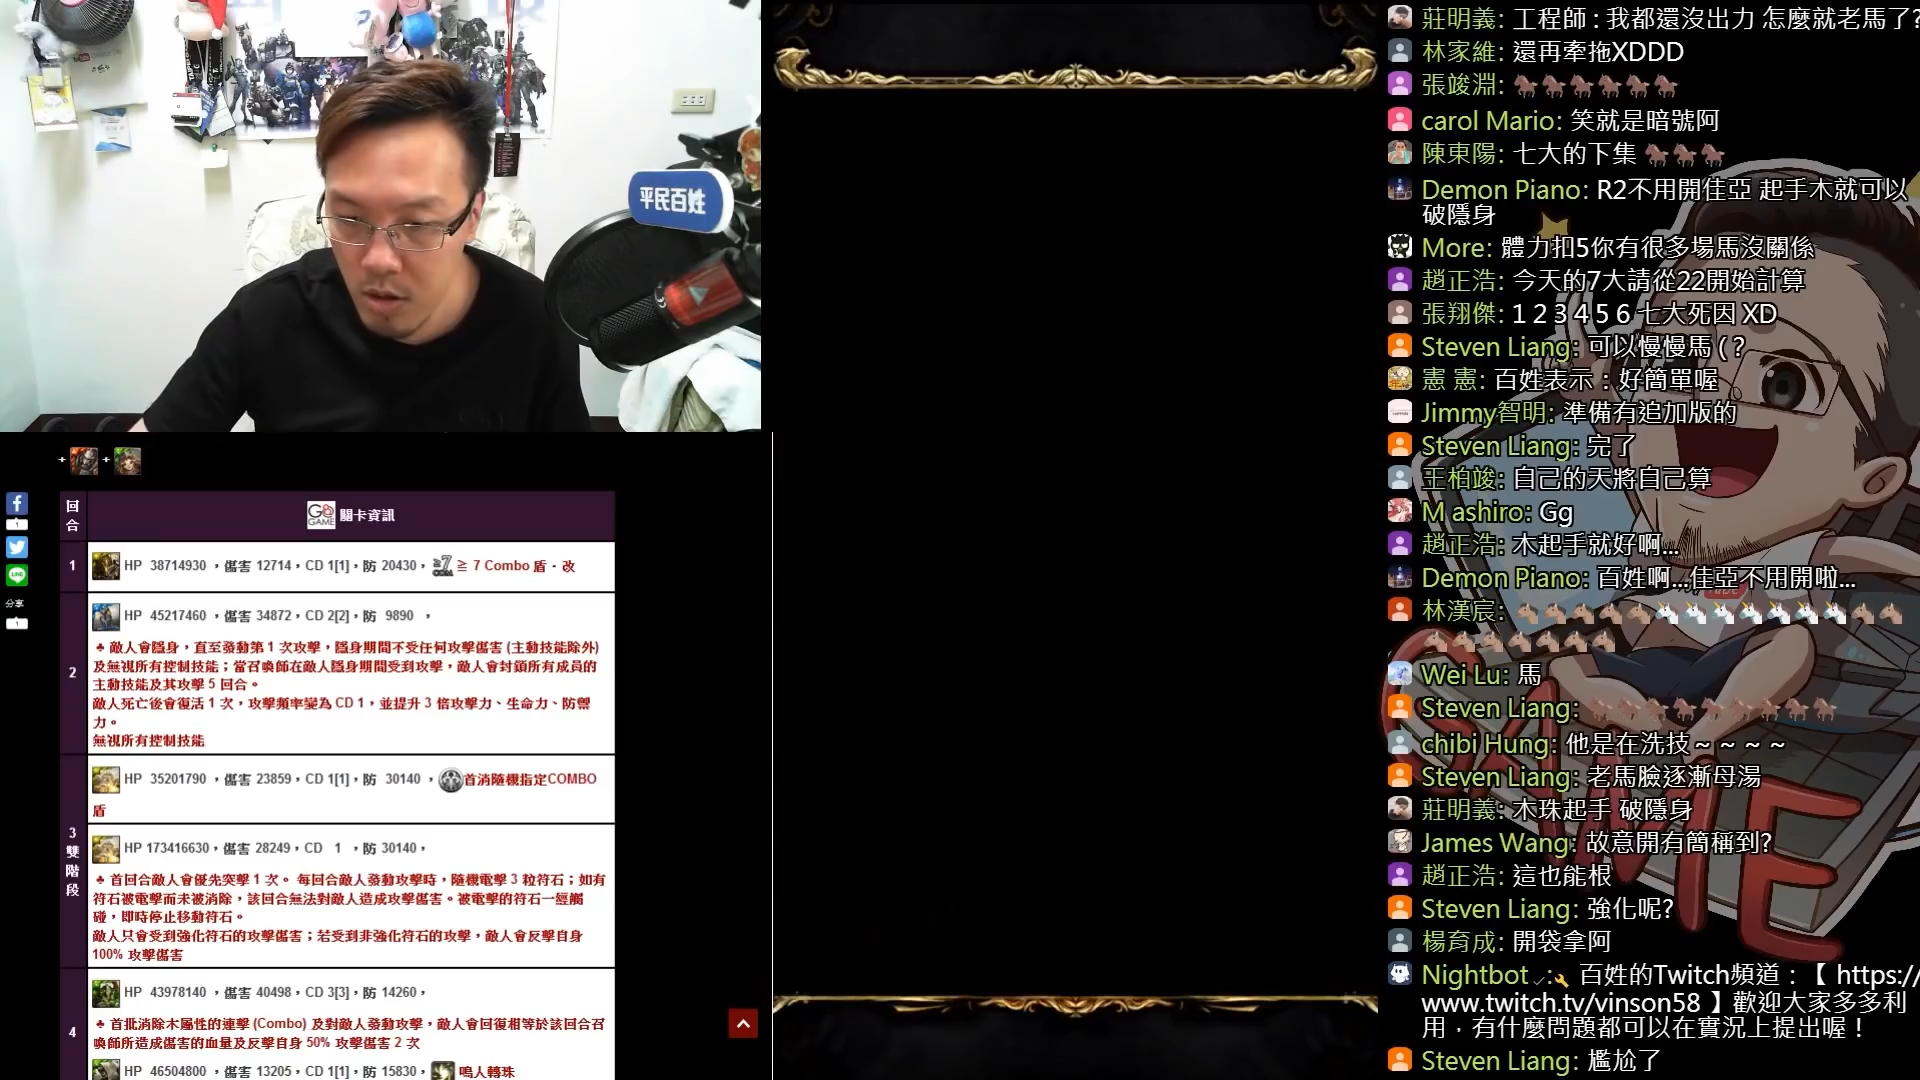 平民百姓
+ +
回合
GAME 關卡資訊
1
HP 38714930 ，傷害 12714，CD 1[1]，防 20430， ≧ 7 Combo 盾．改
2
HP 45217460 ，傷害 34872，CD 2[2]，防 9890 ，
♣ 敵人會隱身，直至發動第 1 次攻擊，隱身期間不受任何攻擊傷害 (主動技能除外)
及無視所有控制技能；當召喚師在敵人隱身期間受到攻擊，敵人會封鎖所有成員的
主動技能及其攻擊 5 回合。
敵人死亡後會復活 1 次，攻擊頻率變為 CD 1，並提升 3 倍攻擊力、生命力、防禦
力。
無視所有控制技能
3
雙
階
段
HP 35201790 ，傷害 23859，CD 1[1]，防 30140 ， 首消隨機指定COMBO
盾
HP 173416630，傷害 28249，CD 1 ，防 30140，
♣ 首回合敵人會優先突擊 1 次。 每回合敵人發動攻擊時，隨機電擊 3 粒符石；如有
符石被電擊而未被消除，該回合無法對敵人造成攻擊傷害。被電擊的符石一經觸
碰，即時停止移動符石。
敵人只會受到強化符石的攻擊傷害；若受到非強化符石的攻擊，敵人會反擊自身
100% 攻擊傷害
4
HP 43978140 ，傷害 40498，CD 3[3]，防 14260，
♣ 首批消除木屬性的連擊 (Combo) 及對敵人發動攻擊，敵人會回復相等於該回合召
喚師所造成傷害的血量及反擊自身 50% 攻擊傷害 2 次
HP 46504800 ，傷害 13205，CD 1[1]，防 15830， 鳴人轉珠
1
LINE
分享
1
莊明義: 工程師 : 我都還沒出力 怎麼就老馬了?
林家維: 還再牽拖XDDD
張竣淵: 🐎🐎🐎🐎🐎🐎
carol Mario: 笑就是暗號阿
陳東陽: 七大的下集 🐎🐎🐎
Demon Piano: R2不用開佳亞 起手木就可以
破隱身
More: 體力扣5你有很多場馬沒關係
趙正浩: 今天的7大請從22開始計算
張翔傑: 1 2 3 4 5 6 七大死因 XD
Steven Liang: 可以慢慢馬 ( ?
憲 憲: 百姓表示：好簡單喔
Jimmy智明: 準備有追加版的
Steven Liang: 完了
王柏竣: 自己的天將自己算
M ashiro: Gg
趙正浩: 木起手就好啊...
Demon Piano: 百姓啊...佳亞不用開啦...
林漢宸: 🐴🐴🐴🐴🐴🦄🦄🦄🦄🦄🦄🦄🐴🐴
🐴🐴🐴🐴🐴🐴🐴
Wei Lu: 馬
Steven Liang: 🐎🐎🐎🐎🐎🐎🐎🐎🐎
chibi Hung: 他是在洗技~~~~
Steven Liang: 老馬臉逐漸母湯
莊明義: 木珠起手 破隱身
James Wang: 故意開有簡稱到?
趙正浩: 這也能根
Steven Liang: 強化呢?
楊育成: 開袋拿阿
Nightbot : 百姓的Twitch頻道：【 https://
www.twitch.tv/vinson58 】歡迎大家多多利
用，有什麼問題都可以在實況上提出喔！
Steven Liang: 尷尬了
GAME